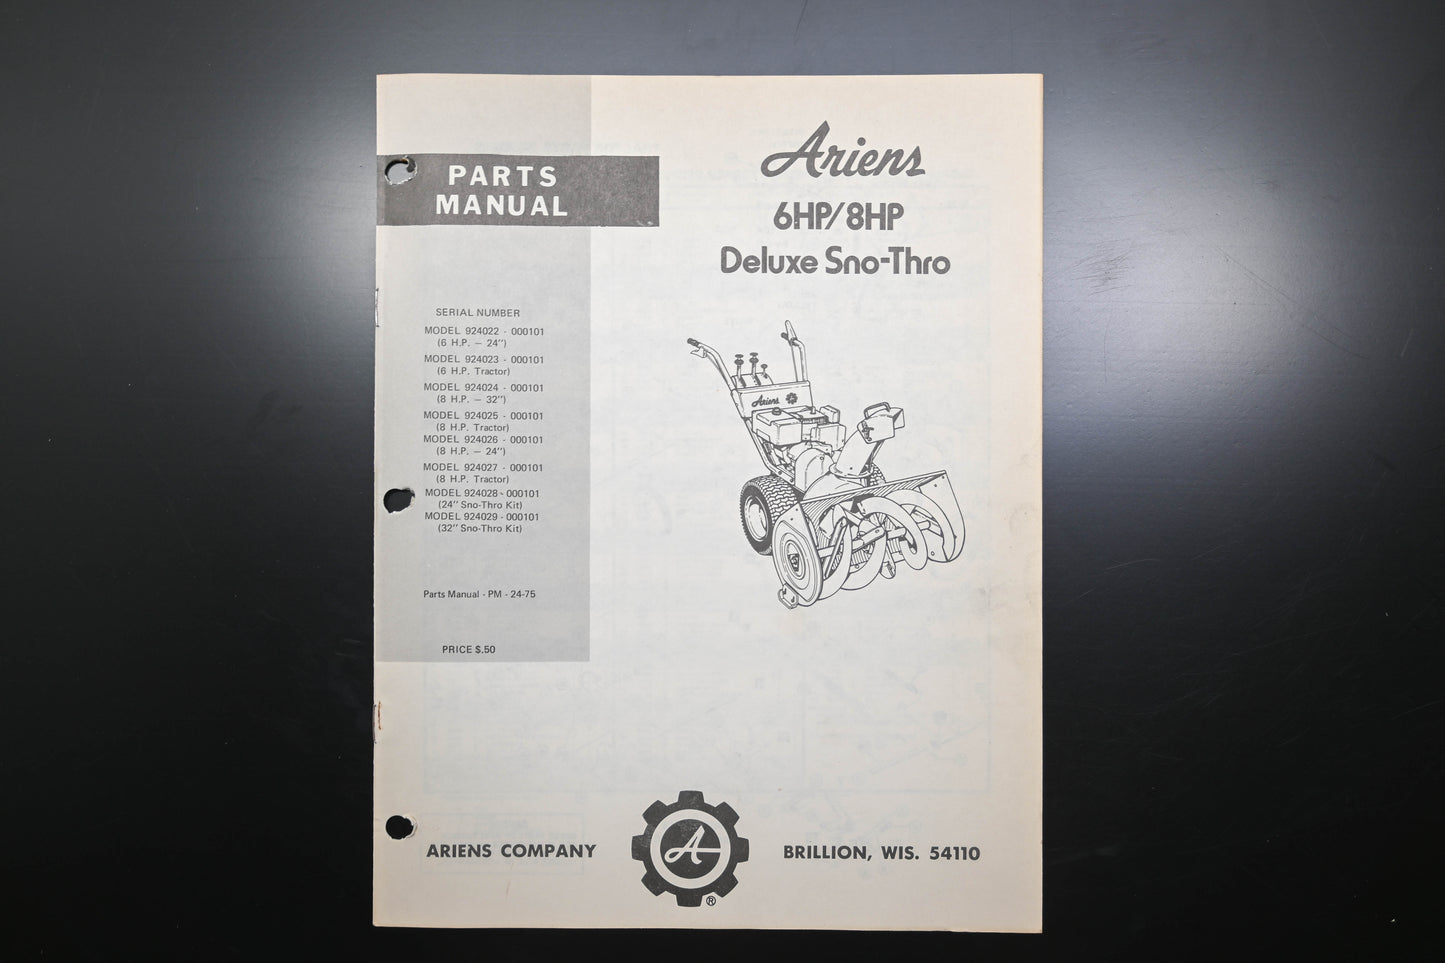 PARTS
MANUAL
Ariens
6HP/8HP
Deluxe Sno-Thro
SERIAL NUMBER
MODEL 924022 - 000101
(6 H.P. — 24")
MODEL 924023 - 000101
(6 H.P. Tractor)
MODEL 924024 - 000101
(8 H.P. — 32")
MODEL 924025 - 000101
(8 H.P. Tractor)
MODEL 924026 - 000101
(8 H.P. — 24")
MODEL 924027 - 000101
(8 H.P. Tractor)
MODEL 924028 - 000101
(24" Sno-Thro Kit)
MODEL 924029 - 000101
(32" Sno-Thro Kit)
Ariens
Parts Manual - PM - 24-75
PRICE $.50
ARIENS COMPANY
A
®
BRILLION, WIS. 54110